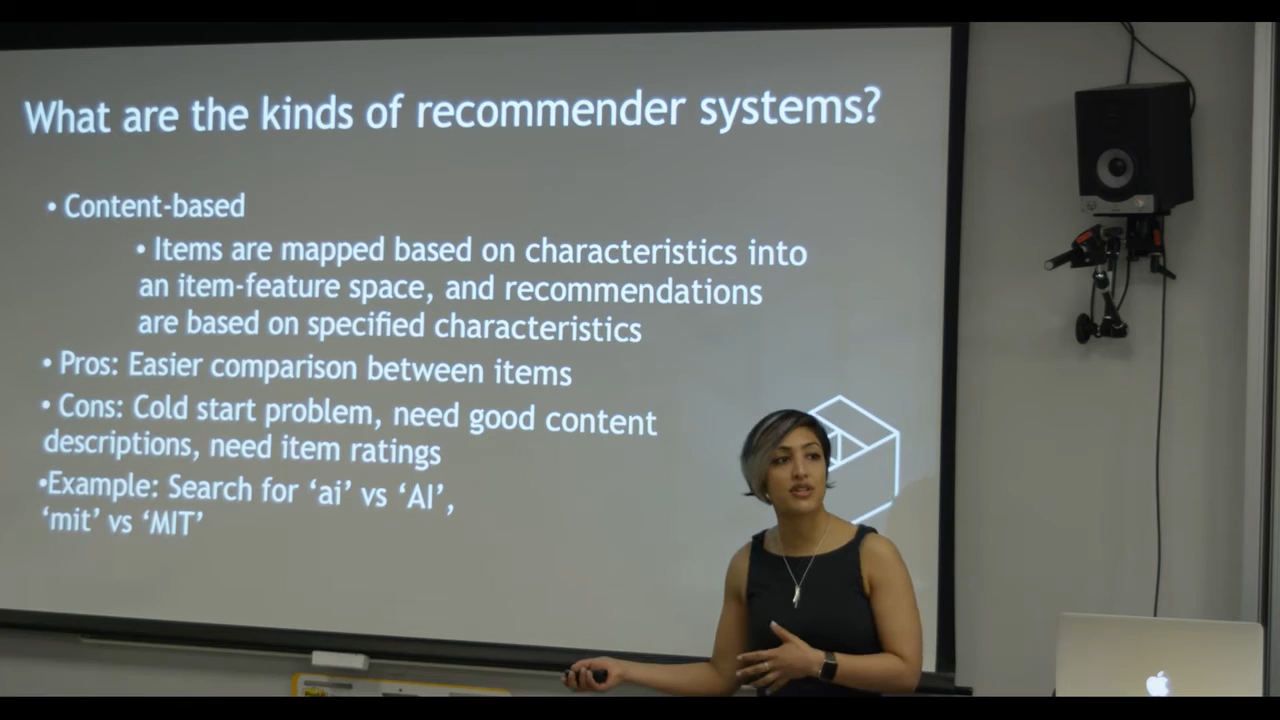 What are the kinds of recommender systems?
• Content-based
• Items are mapped based on characteristics into
an item-feature space, and recommendations
are based on specified characteristics
• Pros: Easier comparison between items
• Cons: Cold start problem, need good content
descriptions, need item ratings
•Example: Search for ‘ai’ vs ‘AI’,
‘mit’ vs ‘MIT’